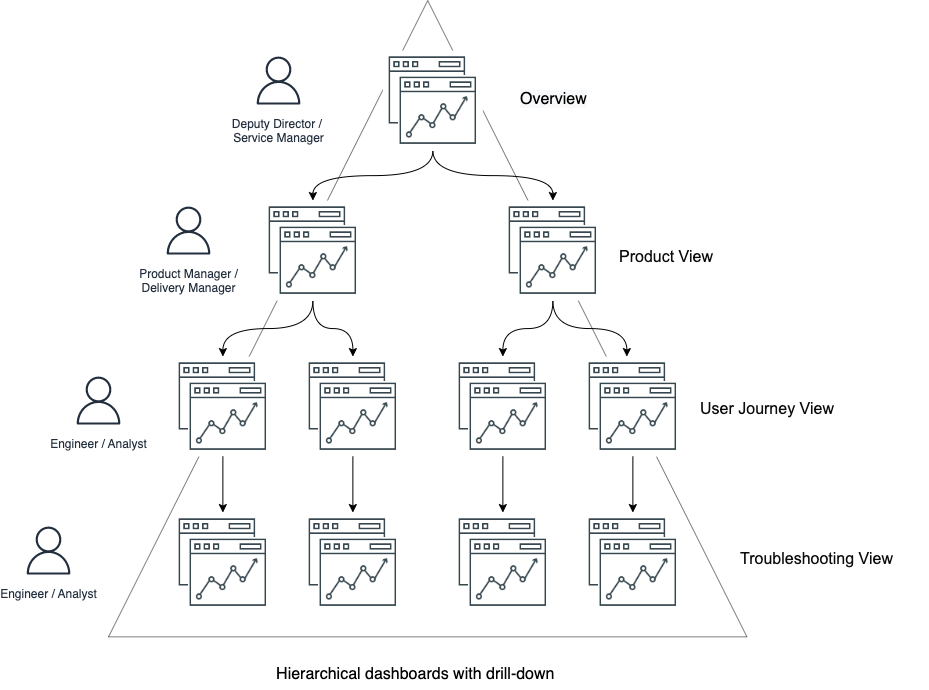 Overview
Deputy Director /
Service Manager
Product View
Product Manager /
Delivery Manager
User Journey View
Engineer / Analyst
Troubleshooting View
Engineer / Analyst
Hierarchical dashboards with drill-down